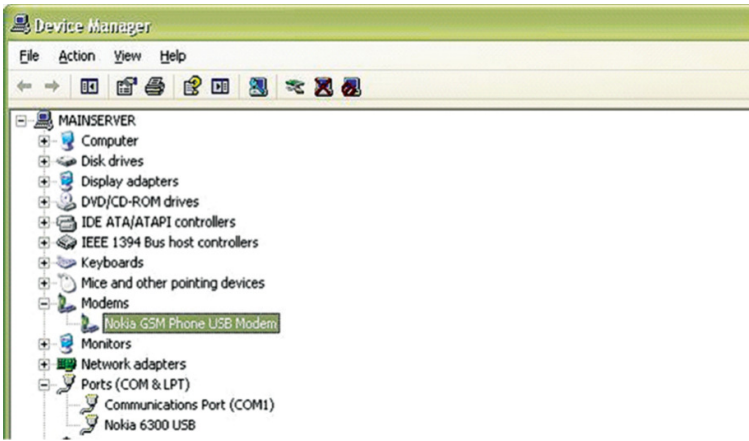 Device Manager
File Action View Help
MAINSERVER
Computer
Disk drives
Display adapters
DVD/CD-ROM drives
IDE ATA/ATAPI controllers
IEEE 1394 Bus host controllers
Keyboards
Mice and other pointing devices
Modems
Nokia GSM Phone USB Modem
Monitors
Network adapters
Ports (COM & LPT)
Communications Port (COM1)
Nokia 6300 USB